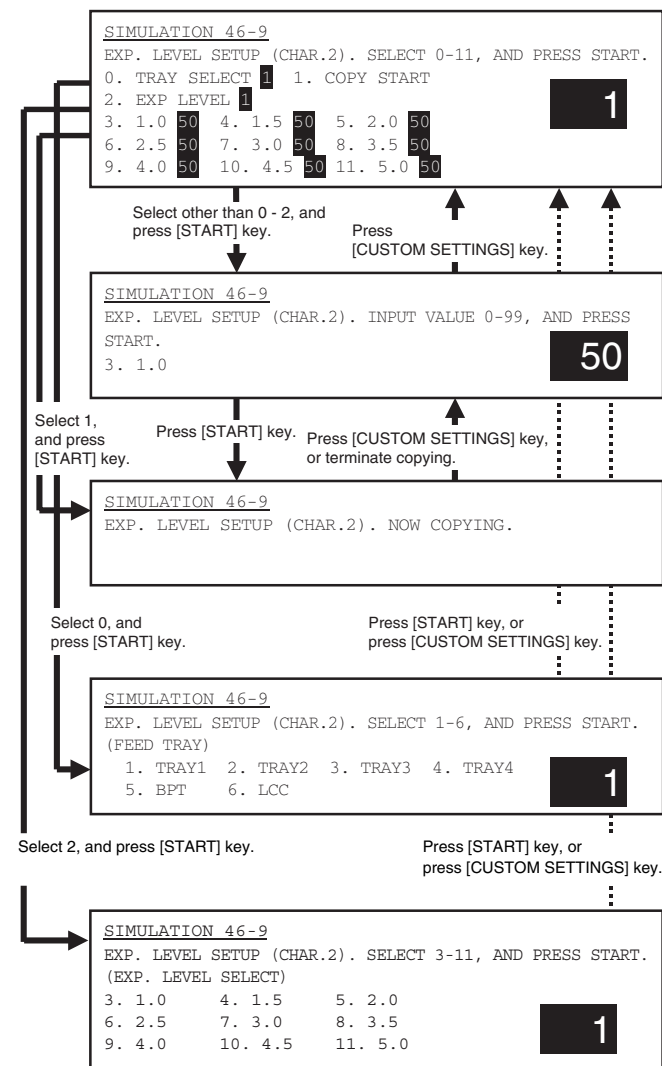 SIMULATION 46-9
EXP. LEVEL SETUP (CHAR.2). SELECT 0-11, AND PRESS START.
0. TRAY SELECT 1 1. COPY START
2. EXP LEVEL 1
3. 1.0 50 4. 1.5 50 5. 2.0 50
6. 2.5 50 7. 3.0 50 8. 3.5 50
9. 4.0 50 10. 4.5 50 11. 5.0 50
1
Select other than 0 - 2, and
press [START] key.
Press
[CUSTOM SETTINGS] key.
SIMULATION 46-9
EXP. LEVEL SETUP (CHAR.2). INPUT VALUE 0-99, AND PRESS
START.
3. 1.0
50
Select 1,
and press
[START] key.
Press [START] key.
Press [CUSTOM SETTINGS] key,
or terminate copying.
SIMULATION 46-9
EXP. LEVEL SETUP (CHAR.2). NOW COPYING.
Select 0, and
press [START] key.
Press [START] key, or
press [CUSTOM SETTINGS] key.
SIMULATION 46-9
EXP. LEVEL SETUP (CHAR.2). SELECT 1-6, AND PRESS START.
(FEED TRAY)
1. TRAY1 2. TRAY2 3. TRAY3 4. TRAY4
5. BPT 6. LCC
1
Select 2, and press [START] key.
Press [START] key, or
press [CUSTOM SETTINGS] key.
SIMULATION 46-9
EXP. LEVEL SETUP (CHAR.2). SELECT 3-11, AND PRESS START.
(EXP. LEVEL SELECT)
3. 1.0 4. 1.5 5. 2.0
6. 2.5 7. 3.0 8. 3.5
9. 4.0 10. 4.5 11. 5.0
1